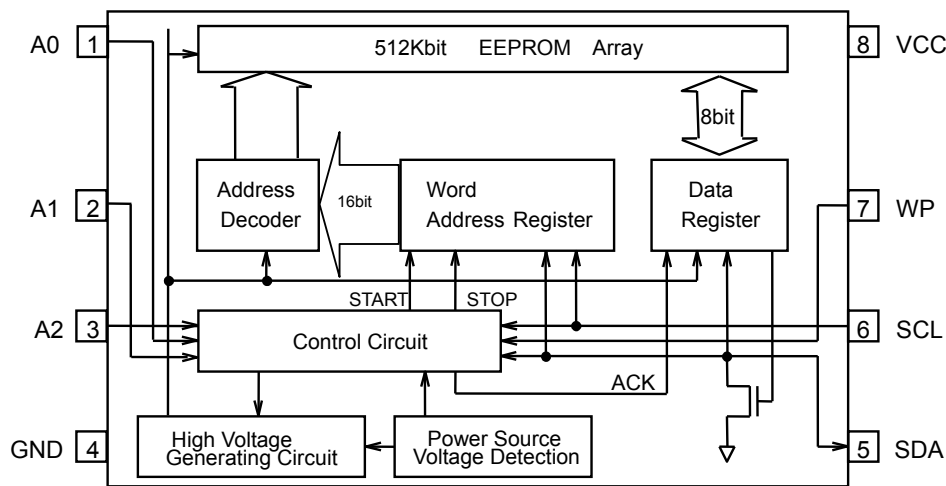 A0 1 512Kbit EEPROM Array 8 VCC
8bit
A1 2 Address Decoder 16bit Word Address Register Data Register 7 WP
START STOP
A2 3 Control Circuit 6 SCL
ACK
GND 4 High Voltage Generating Circuit Power Source Voltage Detection 5 SDA